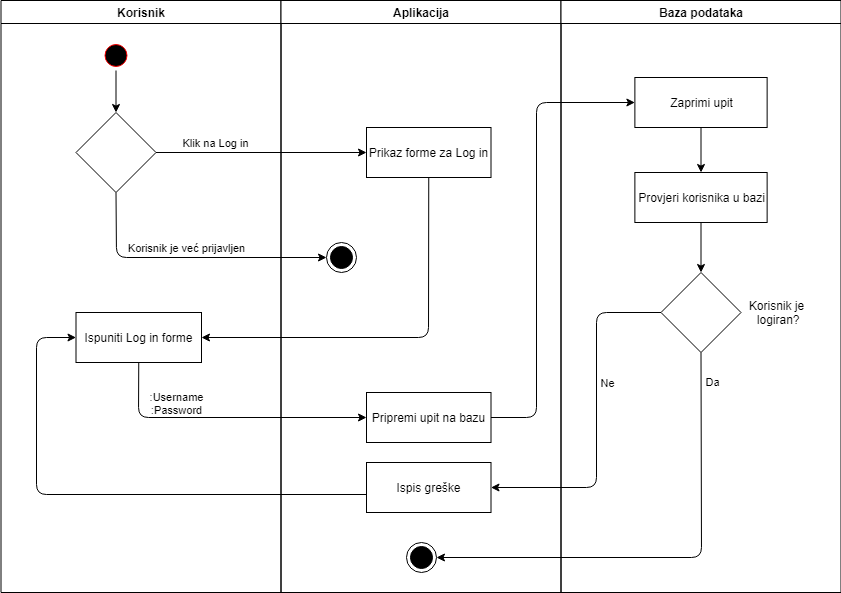 Korisnik
Aplikacija
Baza podataka
Klik na Log in
Prikaz forme za Log in
Zaprimi upit
Provjeri korisnika u bazi
Korisnik je već prijavljen
Korisnik je
logiran?
Ispuniti Log in forme
:Username
:Password
Pripremi upit na bazu
Ne
Da
Ispis greške